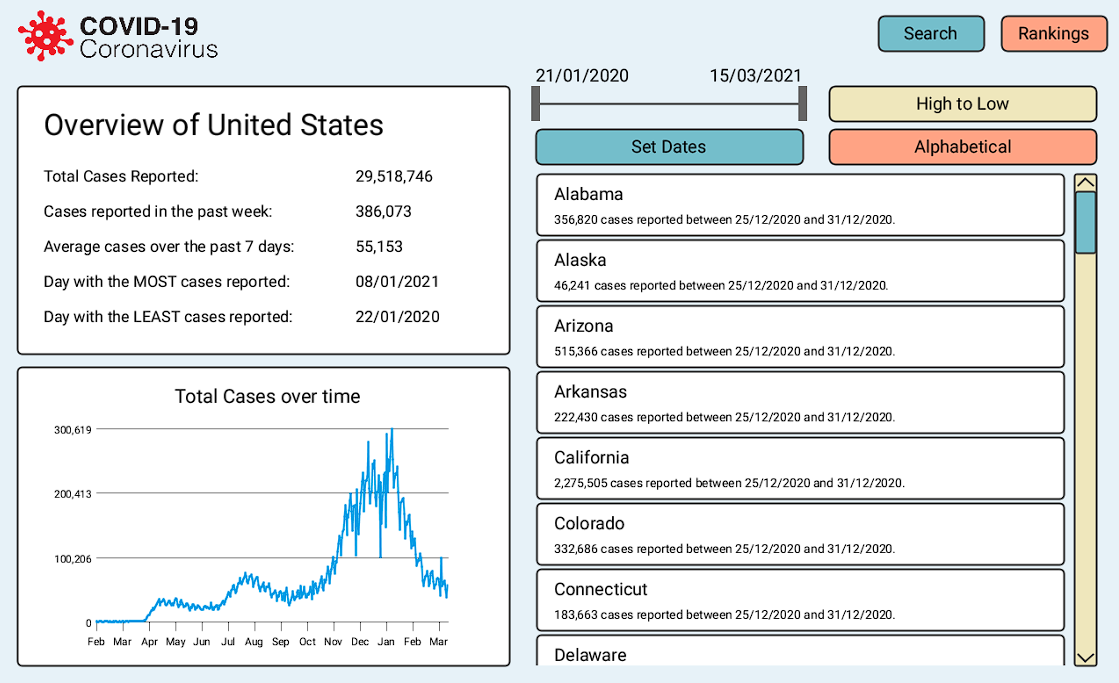 COVID-19
Coronavirus
Search
Rankings
21/01/2020 15/03/2021
High to Low
Set Dates
Alphabetical
Overview of United States
Total Cases Reported: 29,518,746
Cases reported in the past week: 386,073
Average cases over the past 7 days: 55,153
Day with the MOST cases reported: 08/01/2021
Day with the LEAST cases reported: 22/01/2020
Total Cases over time
300,619
200,413
100,206
0
Feb Mar Apr May Jun Jul Aug Sep Oct Nov Dec Jan Feb Mar
Alabama
356,820 cases reported between 25/12/2020 and 31/12/2020.
Alaska
46,241 cases reported between 25/12/2020 and 31/12/2020.
Arizona
515,366 cases reported between 25/12/2020 and 31/12/2020.
Arkansas
222,430 cases reported between 25/12/2020 and 31/12/2020.
California
2,275,505 cases reported between 25/12/2020 and 31/12/2020.
Colorado
332,686 cases reported between 25/12/2020 and 31/12/2020.
Connecticut
183,663 cases reported between 25/12/2020 and 31/12/2020.
Delaware